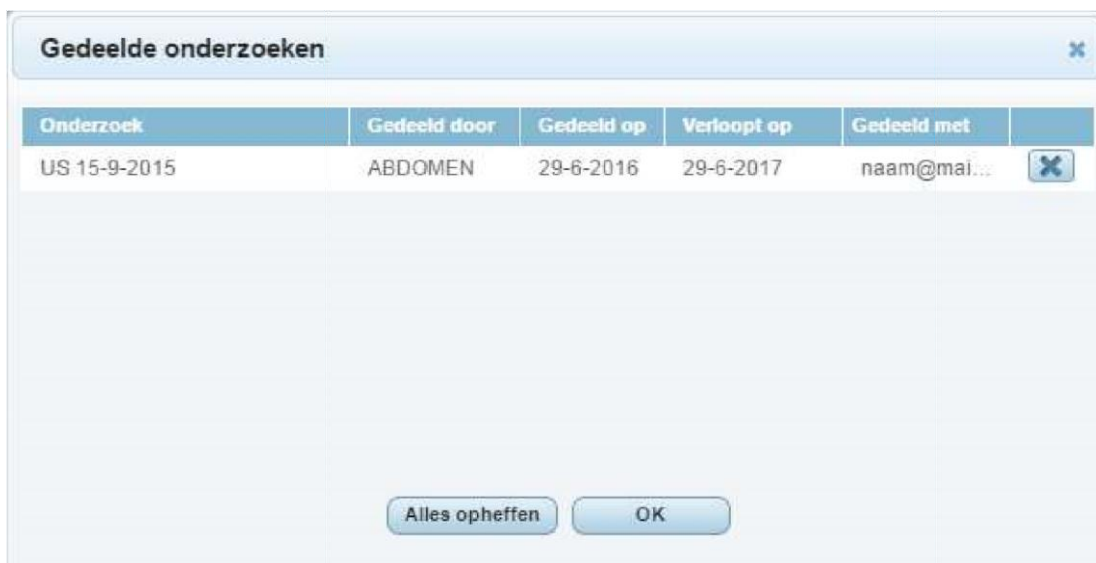 Gedeelde onderzoeken
Onderzoek Gedeeld door Gedeeld op Verloopt op Gedeeld met
US 15-9-2015 ABDOMEN 29-6-2016 29-6-2017 naam@mai...
Alles opheffen OK